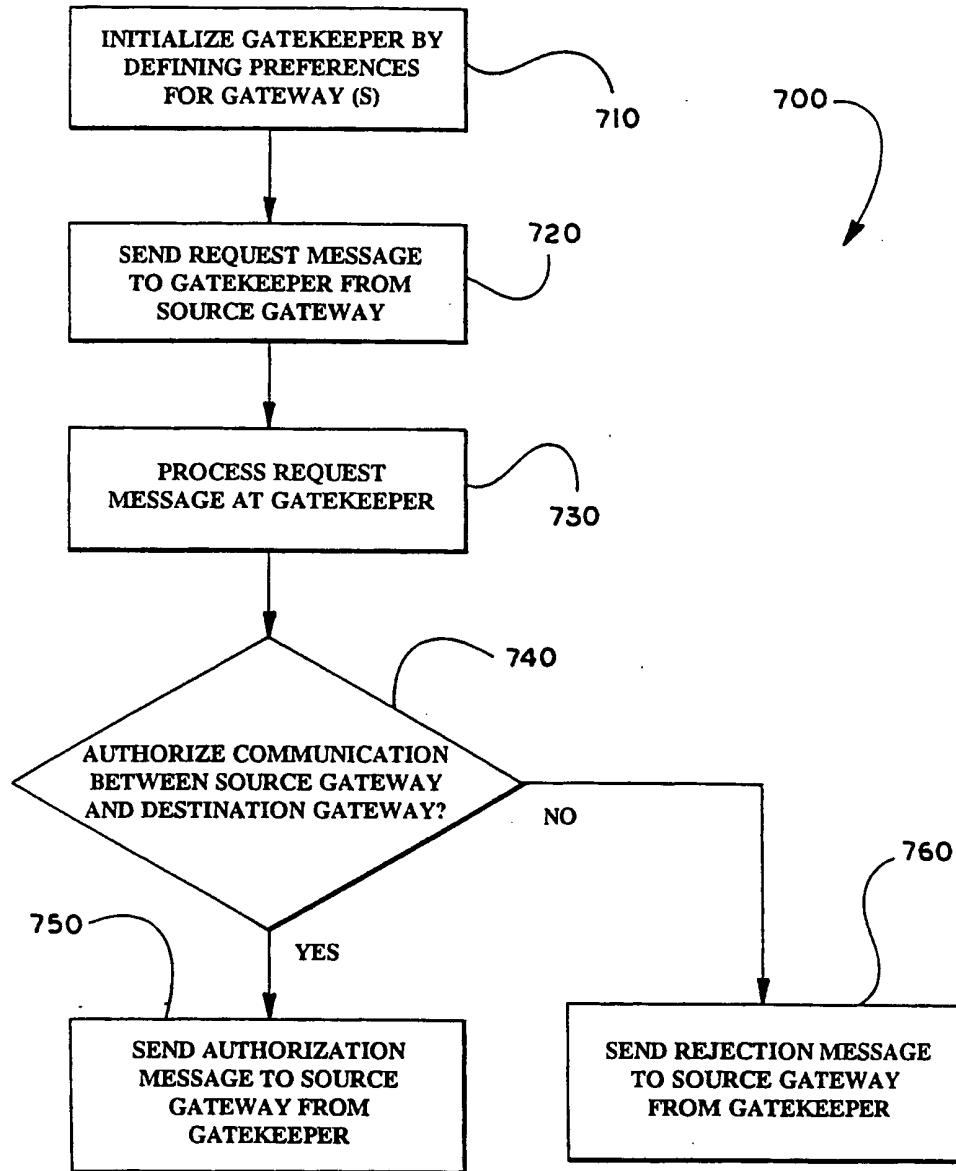 INITIALIZE GATEKEEPER BY
DEFINING PREFERENCES
FOR GATEWAY (S)
710
700
720
SEND REQUEST MESSAGE
TO GATEKEEPER FROM
SOURCE GATEWAY
PROCESS REQUEST
MESSAGE AT GATEKEEPER
730
740
AUTHORIZE COMMUNICATION
BETWEEN SOURCE GATEWAY
AND DESTINATION GATEWAY?
NO
760
750
YES
SEND AUTHORIZATION
MESSAGE TO SOURCE
GATEWAY FROM
GATEKEEPER
SEND REJECTION MESSAGE
TO SOURCE GATEWAY
FROM GATEKEEPER